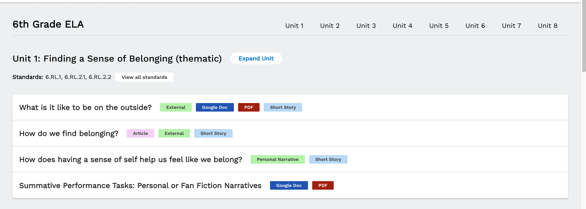 6th Grade ELA Unit 1 Unit 2 Unit 3 Unit 4 Unit 5 Unit 6 Unit 7 Unit 8
Unit 1: Finding a Sense of Belonging (thematic) Expand Unit
Standards: 6.RL.1, 6.RL.2.1, 6.RL.2.2 View all standards
What is it like to be on the outside? External Google Doc PDF Short Story
How do we find belonging? Article External Short Story
How does having a sense of self help us feel like we belong? Personal Narrative Short Story
Summative Performance Tasks: Personal or Fan Fiction Narratives Google Doc PDF